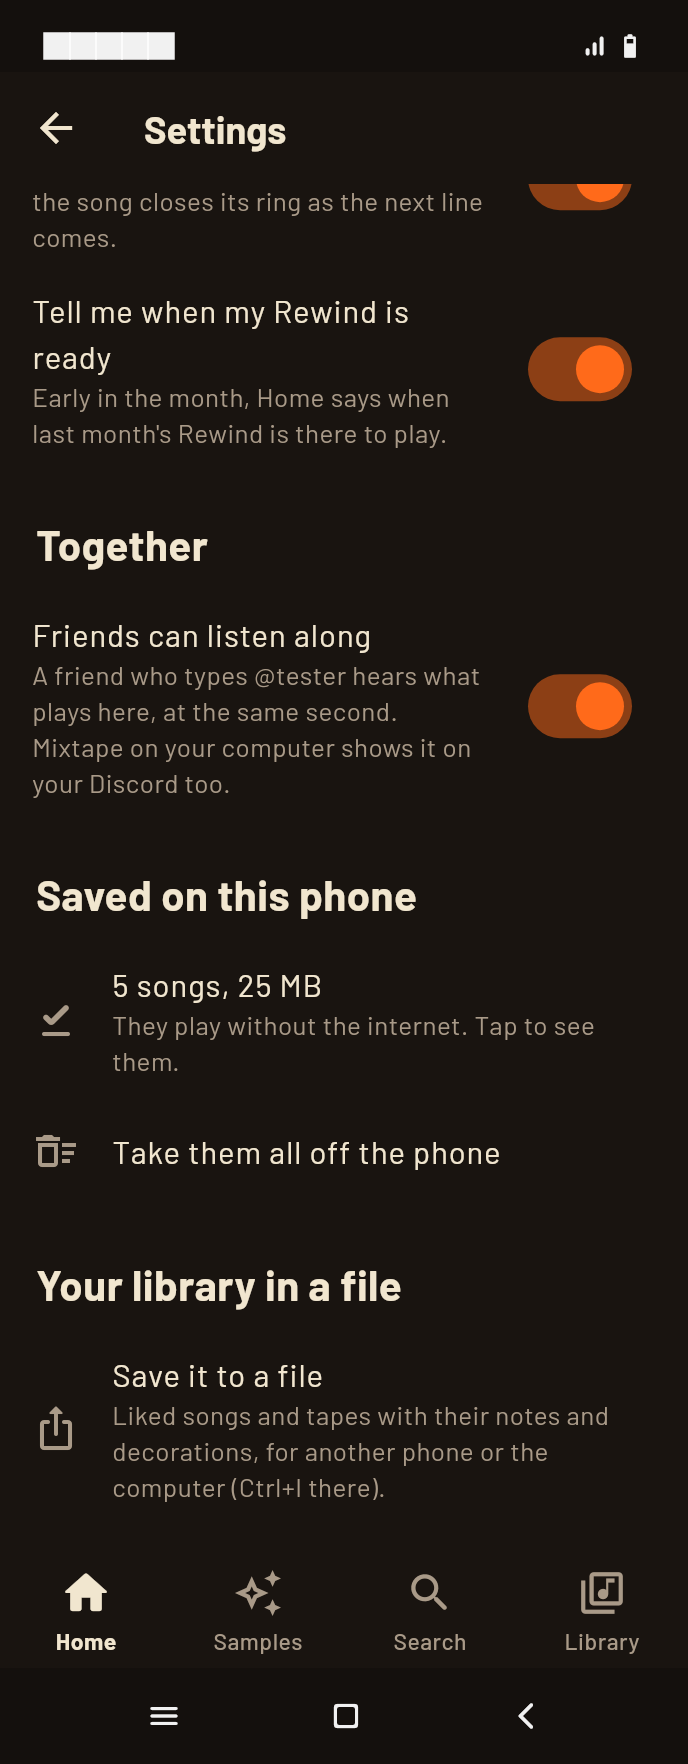 Settings
the song closes its ring as the next line
comes.
Tell me when my Rewind is
ready
Early in the month, Home says when
last month's Rewind is there to play.
Together
Friends can listen along
A friend who types @tester hears what
plays here, at the same second.
Mixtape on your computer shows it on
your Discord too.
Saved on this phone
5 songs, 25 MB
They play without the internet. Tap to see
them.
Take them all off the phone
Your library in a file
Save it to a file
Liked songs and tapes with their notes and
decorations, for another phone or the
computer (Ctrl+I there).
Home
Samples
Search
Library